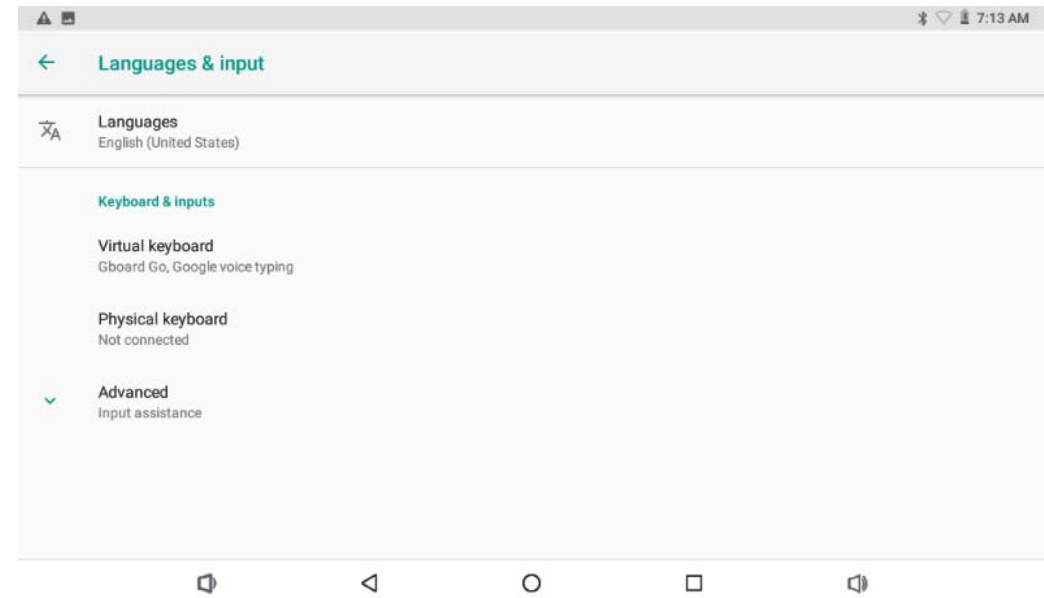 7:13 AM
Languages & input
Languages
English (United States)
Keyboard & inputs
Virtual keyboard
Gboard Go, Google voice typing
Physical keyboard
Not connected
Advanced
Input assistance